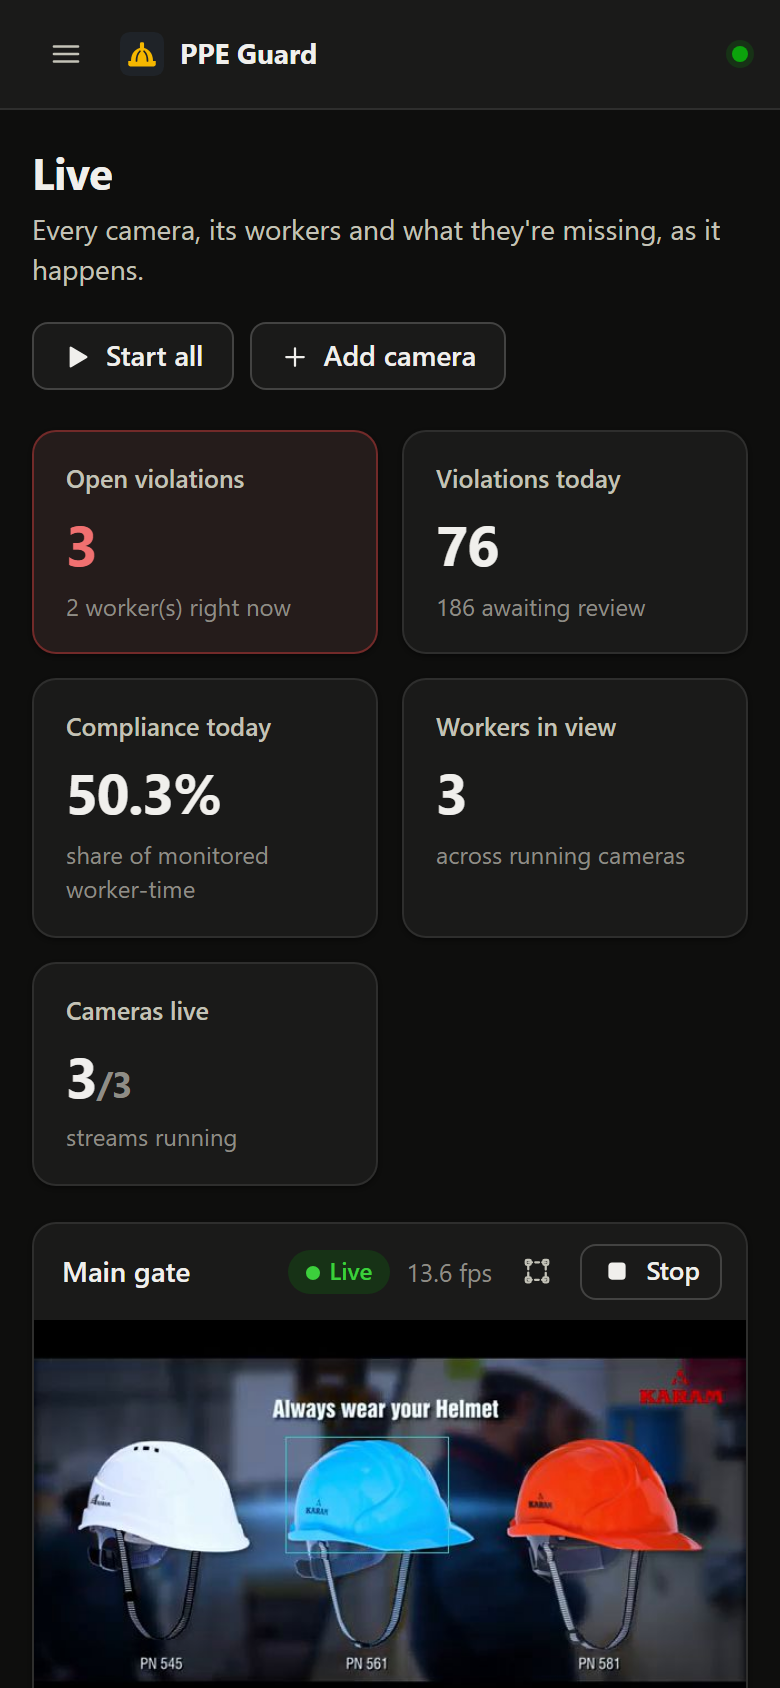 PPE Guard
Live
Every camera, its workers and what they're missing, as it
happens.
Start all
Add camera
Open violations
3
2 worker(s) right now
Violations today
76
186 awaiting review
Compliance today
50.3%
share of monitored
worker-time
Workers in view
3
across running cameras
Cameras live
3/3
streams running
Main gate
Live
13.6 fps
Stop
KARAM
Always wear your Helmet
KARAM
KARAM
KARAM
PN 545
PN 561
PN 581